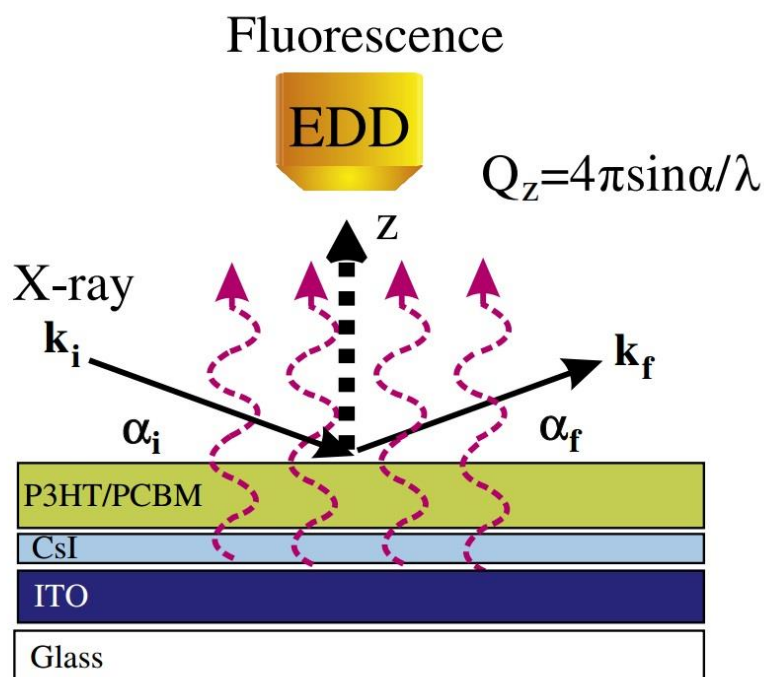 Fluorescence
EDD
Q_z=4πsinα/λ
z
X-ray
k_i
k_f
α_i
α_f
P3HT/PCBM
CsI
ITO
Glass